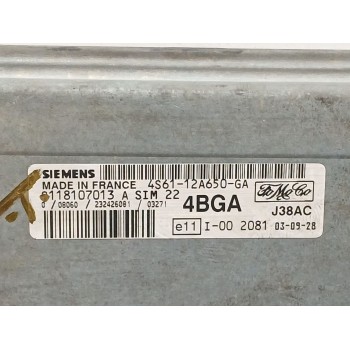 SIEMENS
MADE IN FRANCE 4S61-12A650-GA
S118107013 A SIM 22
0 /08060 / 232426081 / 03271
4BGA
FoMoCo
J38AC
e11 I-00 2081 03-09-28